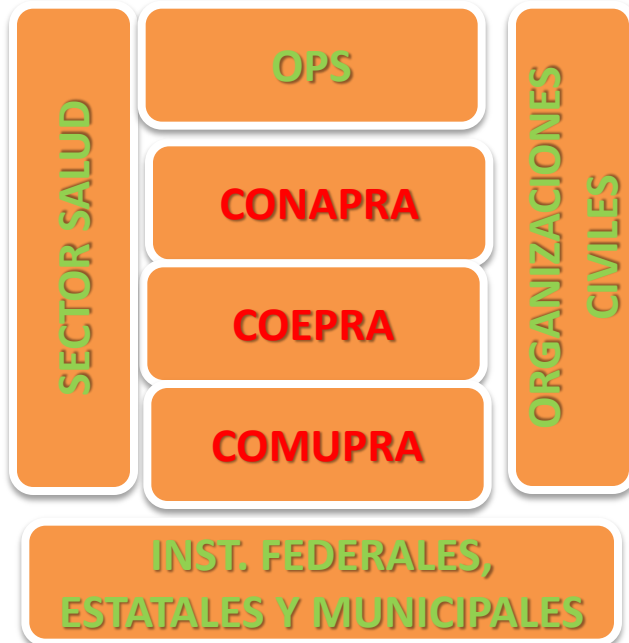 SECTOR SALUD
OPS
CONAPRA
COEPRA
COMUPRA
ORGANIZACIONES
CIVILES
INST. FEDERALES,
ESTATALES Y MUNICIPALES